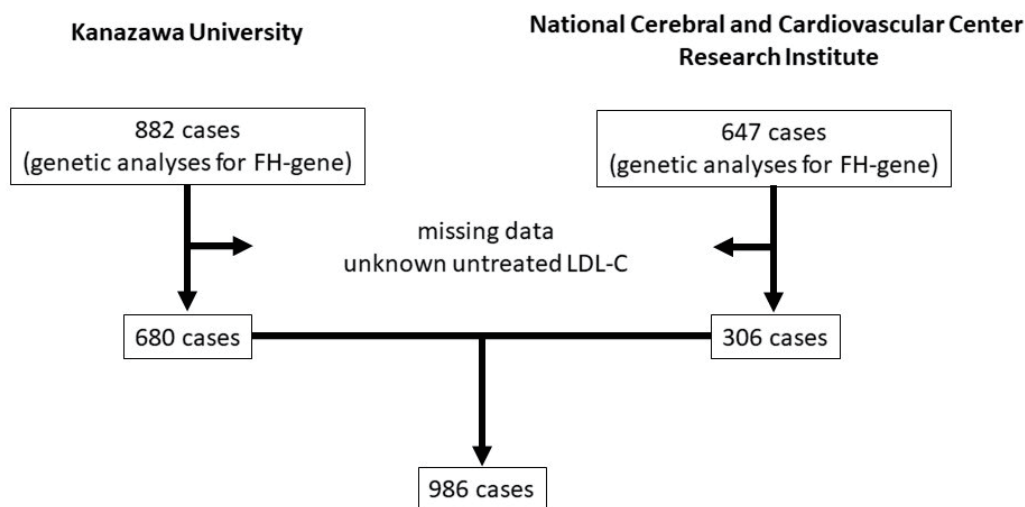 Kanazawa University
National Cerebral and Cardiovascular Center
Research Institute
882 cases
(genetic analyses for FH-gene)
647 cases
(genetic analyses for FH-gene)
missing data
unknown untreated LDL-C
680 cases
306 cases
986 cases